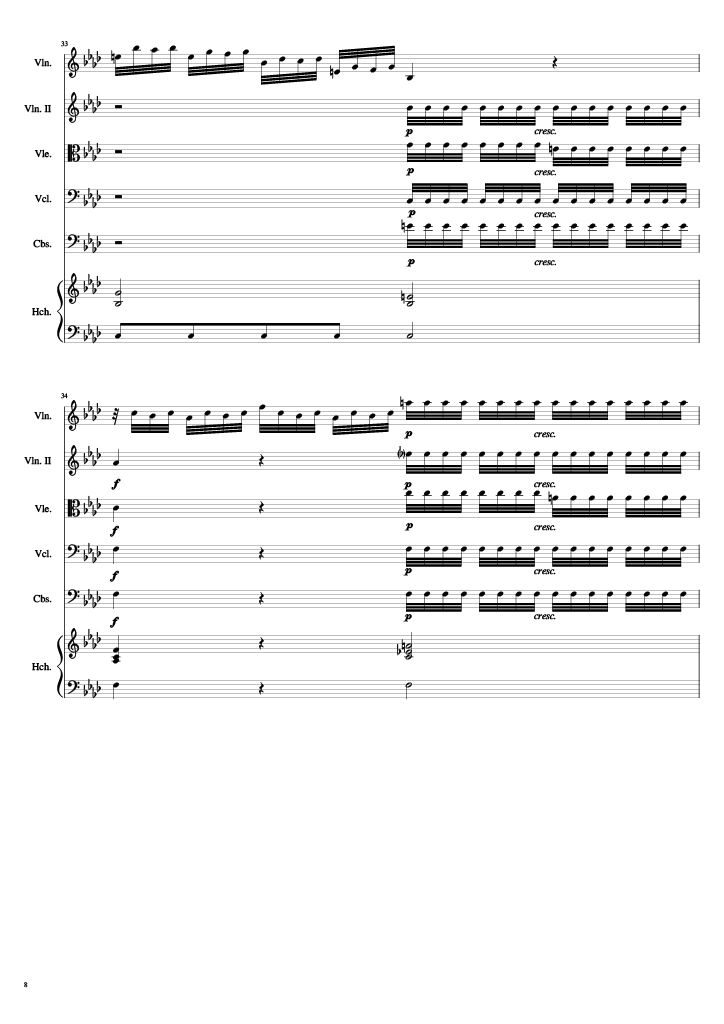 33
Vln.
Vln. II
p cresc.
Vle.
p cresc.
Vcl.
p cresc.
Cbs.
p cresc.
Hch.
34
Vln.
p cresc.
Vln. II
f p cresc.
Vle.
f p cresc.
Vcl.
f p cresc.
Cbs.
f p cresc.
Hch.
8